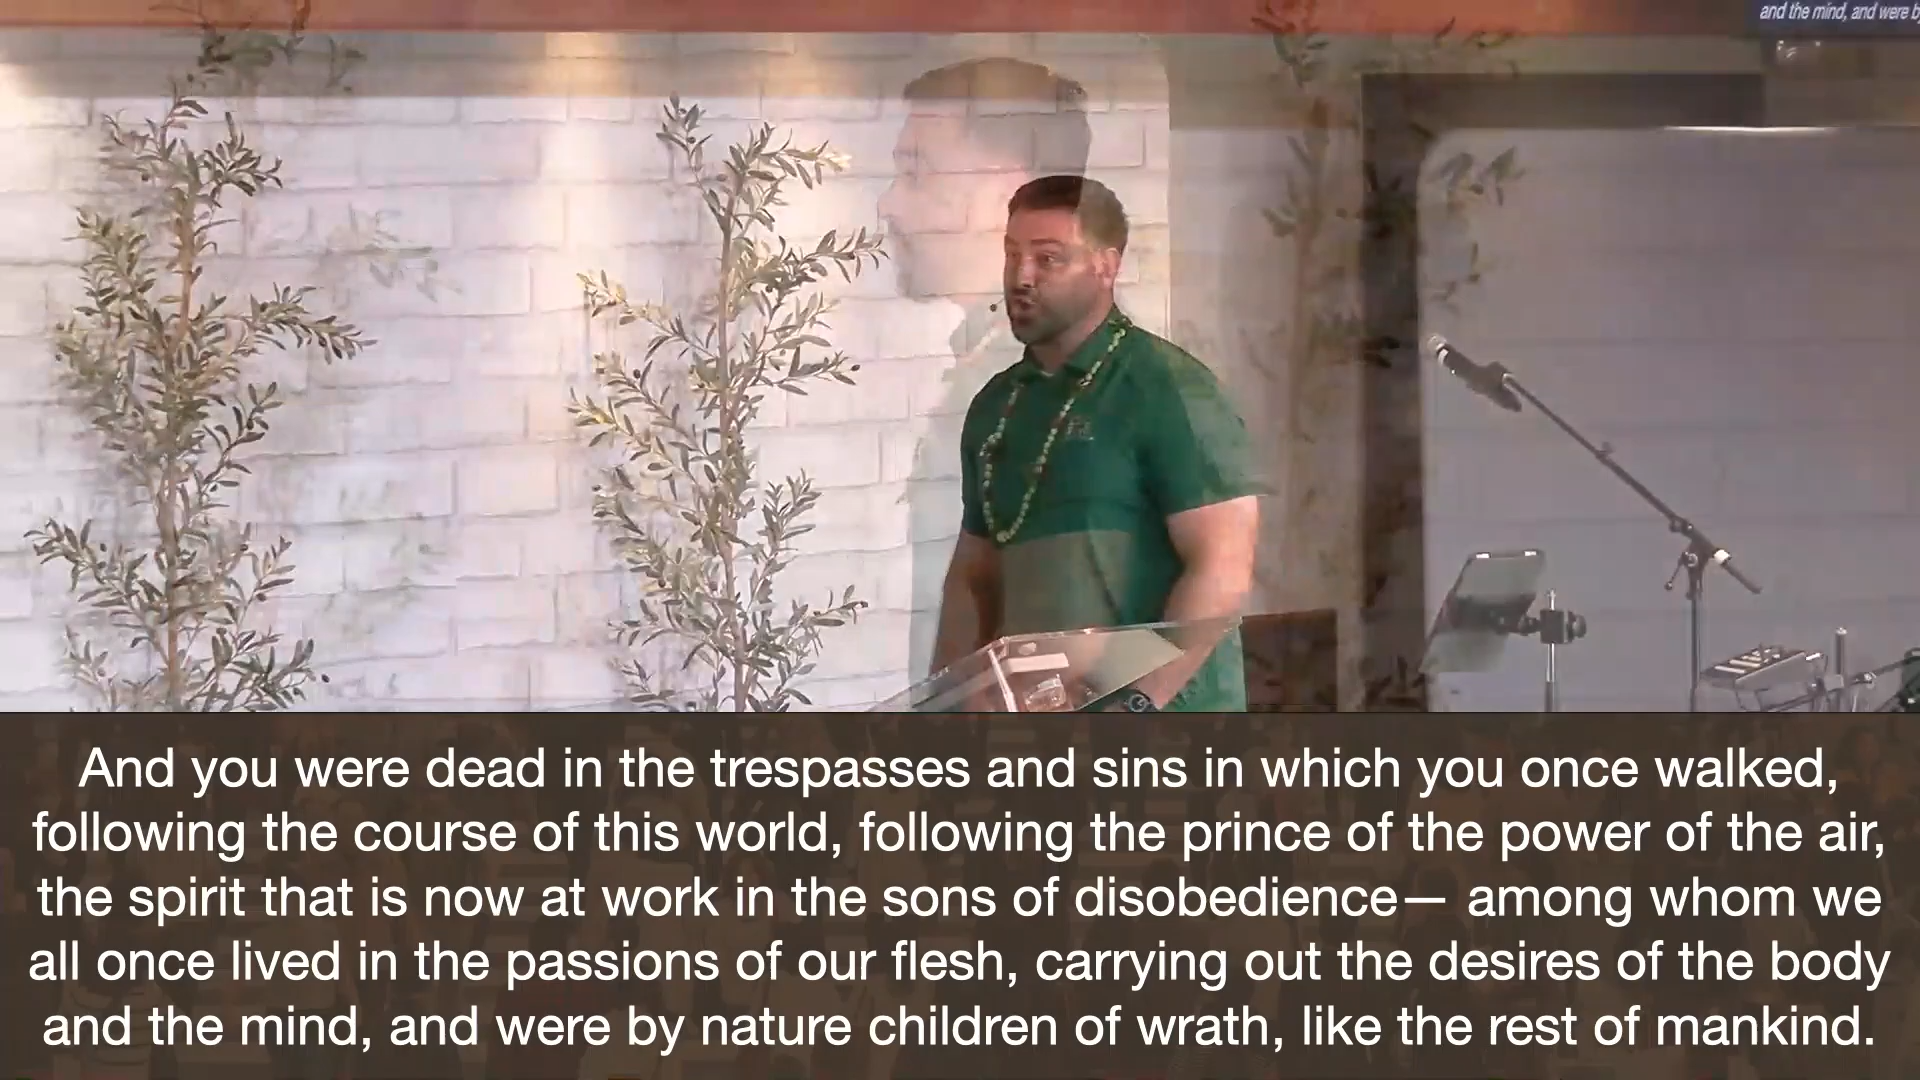 and the mind, and were b
And you were dead in the trespasses and sins in which you once walked,
following the course of this world, following the prince of the power of the air,
the spirit that is now at work in the sons of disobedience— among whom we
all once lived in the passions of our flesh, carrying out the desires of the body
and the mind, and were by nature children of wrath, like the rest of mankind.